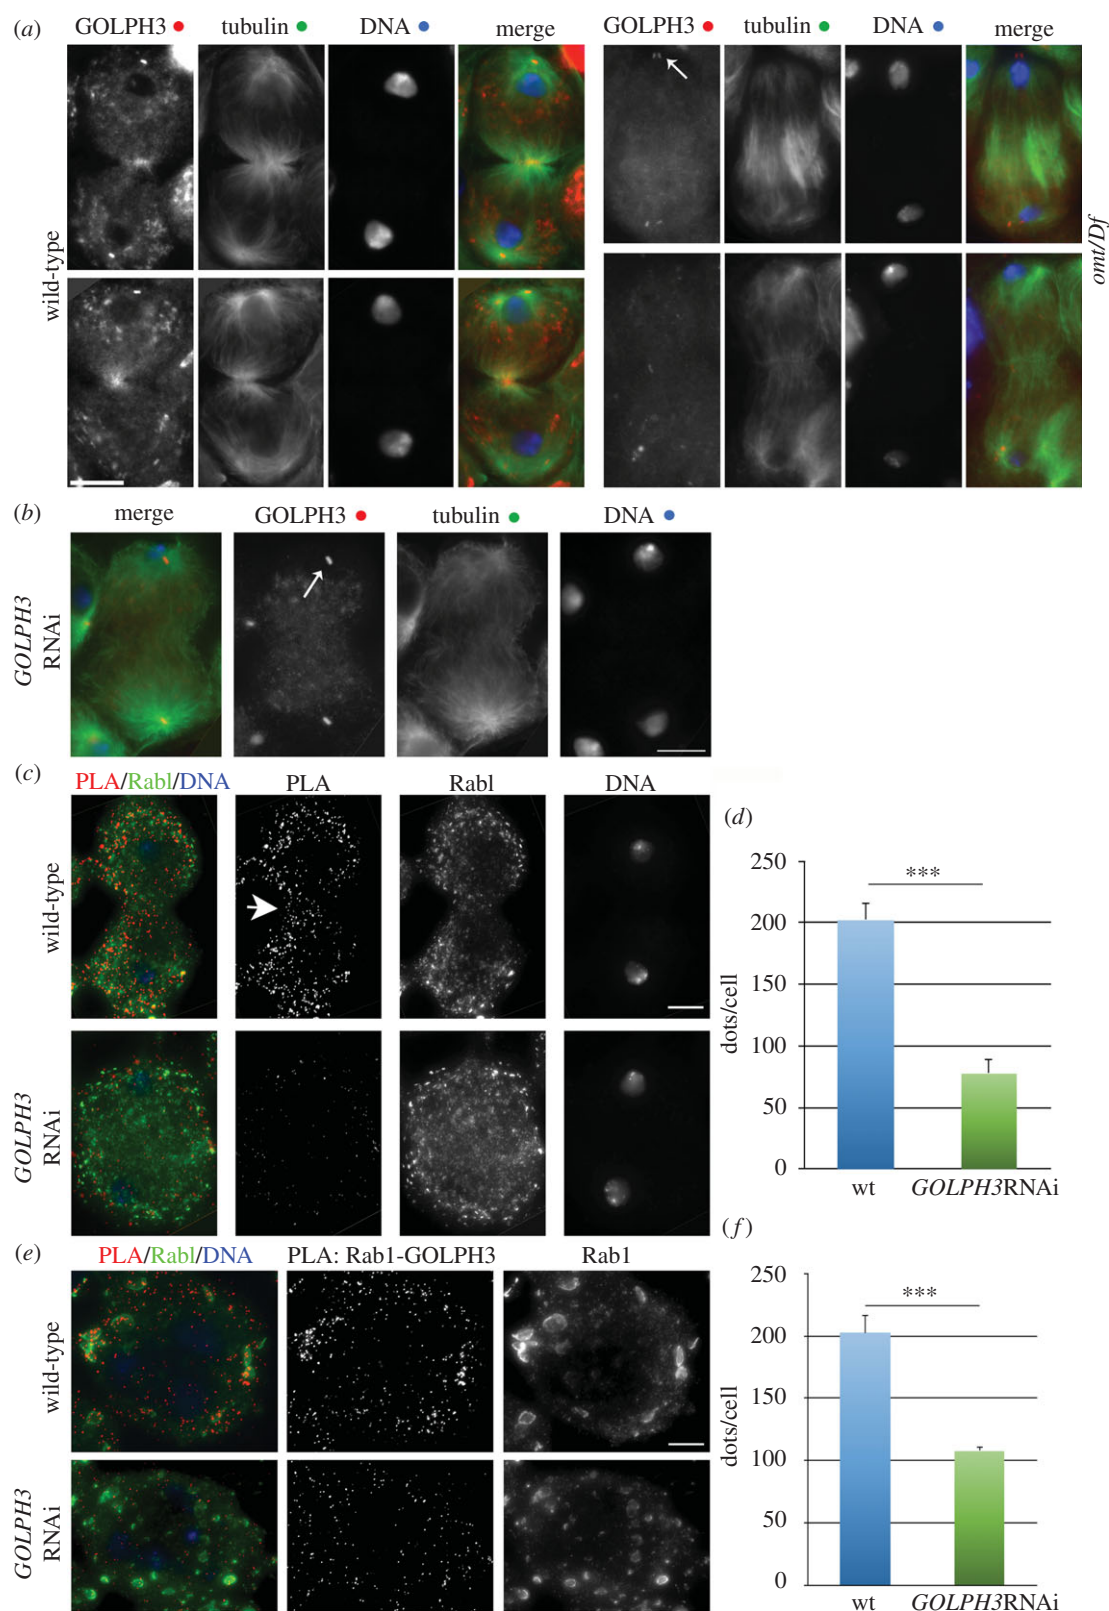 (a) GOLPH3 tubulin DNA merge GOLPH3 tubulin DNA merge
wild-type
onu/Df
(b) merge GOLPH3 tubulin DNA
GOLPH3
RNAi
(c) PLA/Rabl/DNA PLA Rabl DNA
wild-type
GOLPH3
RNAi
(d)
250
200
150
100
50
0
dots/cell
***
wt GOLPH3RNAi
(e) PLA/Rabl/DNA PLA: Rab1-GOLPH3 Rab1
wild-type
GOLPH3
RNAi
(f)
250
200
150
100
50
0
dots/cell
***
wt GOLPH3RNAi